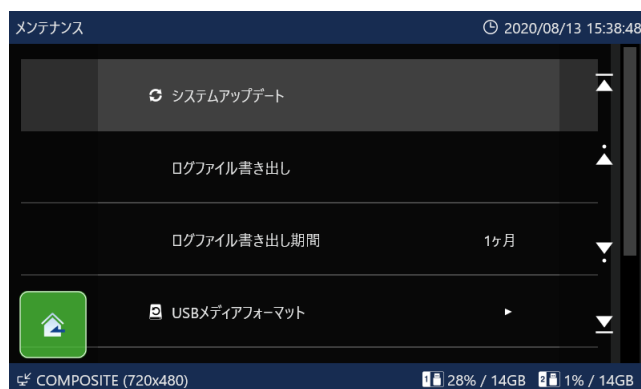 メンテナンス
2020/08/13 15:38:48
システムアップデート
ログファイル書き出し
ログファイル書き出し期間 1ヶ月
USBメディアフォーマット
COMPOSITE (720x480) 1 28% / 14GB 2 1% / 14GB